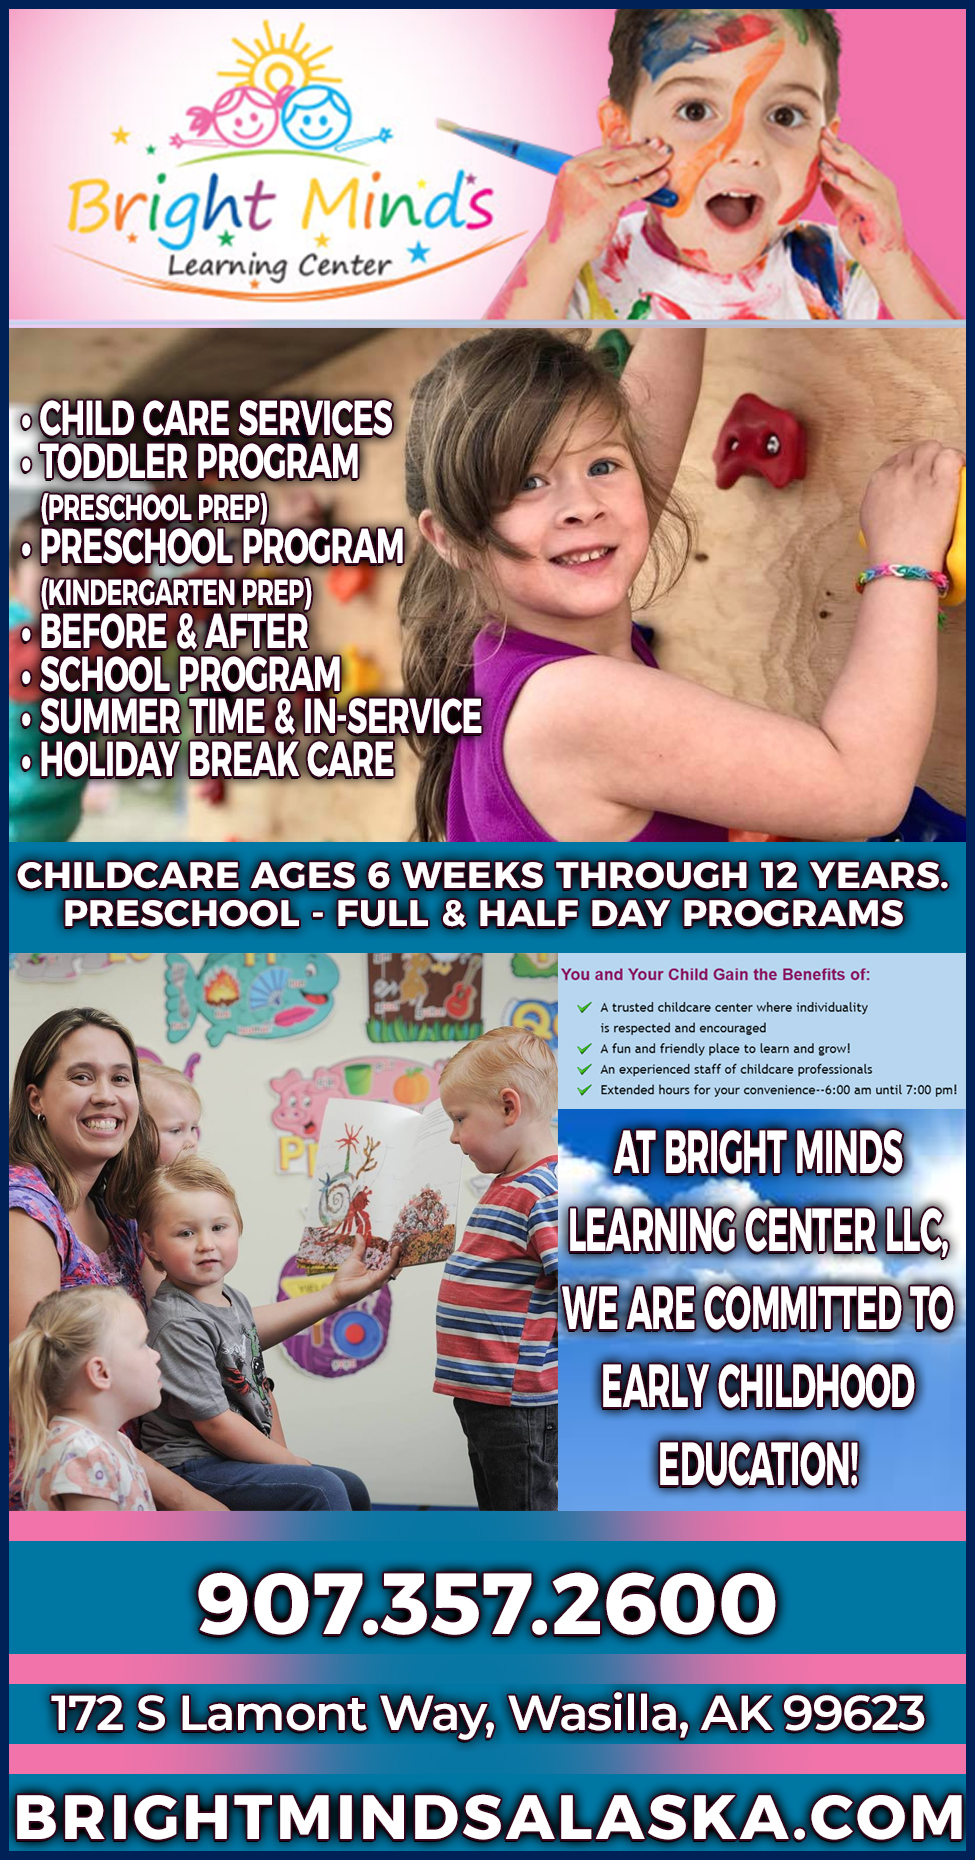 Bright Minds
Learning Center
• CHILD CARE SERVICES
• TODDLER PROGRAM
(PRESCHOOL PREP)
• PRESCHOOL PROGRAM
(KINDERGARTEN PREP)
• BEFORE & AFTER
• SCHOOL PROGRAM
• SUMMER TIME & IN-SERVICE
• HOLIDAY BREAK CARE
CHILDCARE AGES 6 WEEKS THROUGH 12 YEARS.
PRESCHOOL - FULL & HALF DAY PROGRAMS
You and Your Child Gain the Benefits of:
A trusted childcare center where individuality
is respected and encouraged
A fun and friendly place to learn and grow!
An experienced staff of childcare professionals
Extended hours for your convenience--6:00 am until 7:00 pm!
AT BRIGHT MINDS
LEARNING CENTER LLC,
WE ARE COMMITTED TO
EARLY CHILDHOOD
EDUCATION!
907.357.2600
172 S Lamont Way, Wasilla, AK 99623
BRIGHTMINDSALASKA.COM